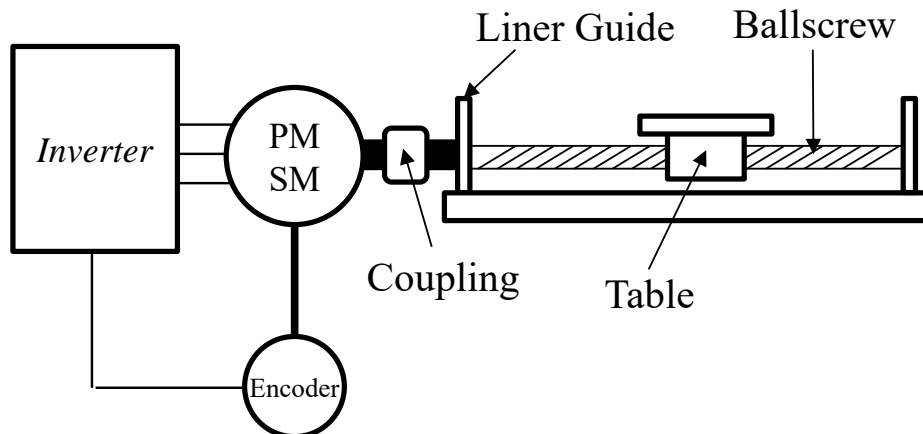 Liner Guide
Ballscrew
Inverter
PM
SM
Coupling
Table
Encoder